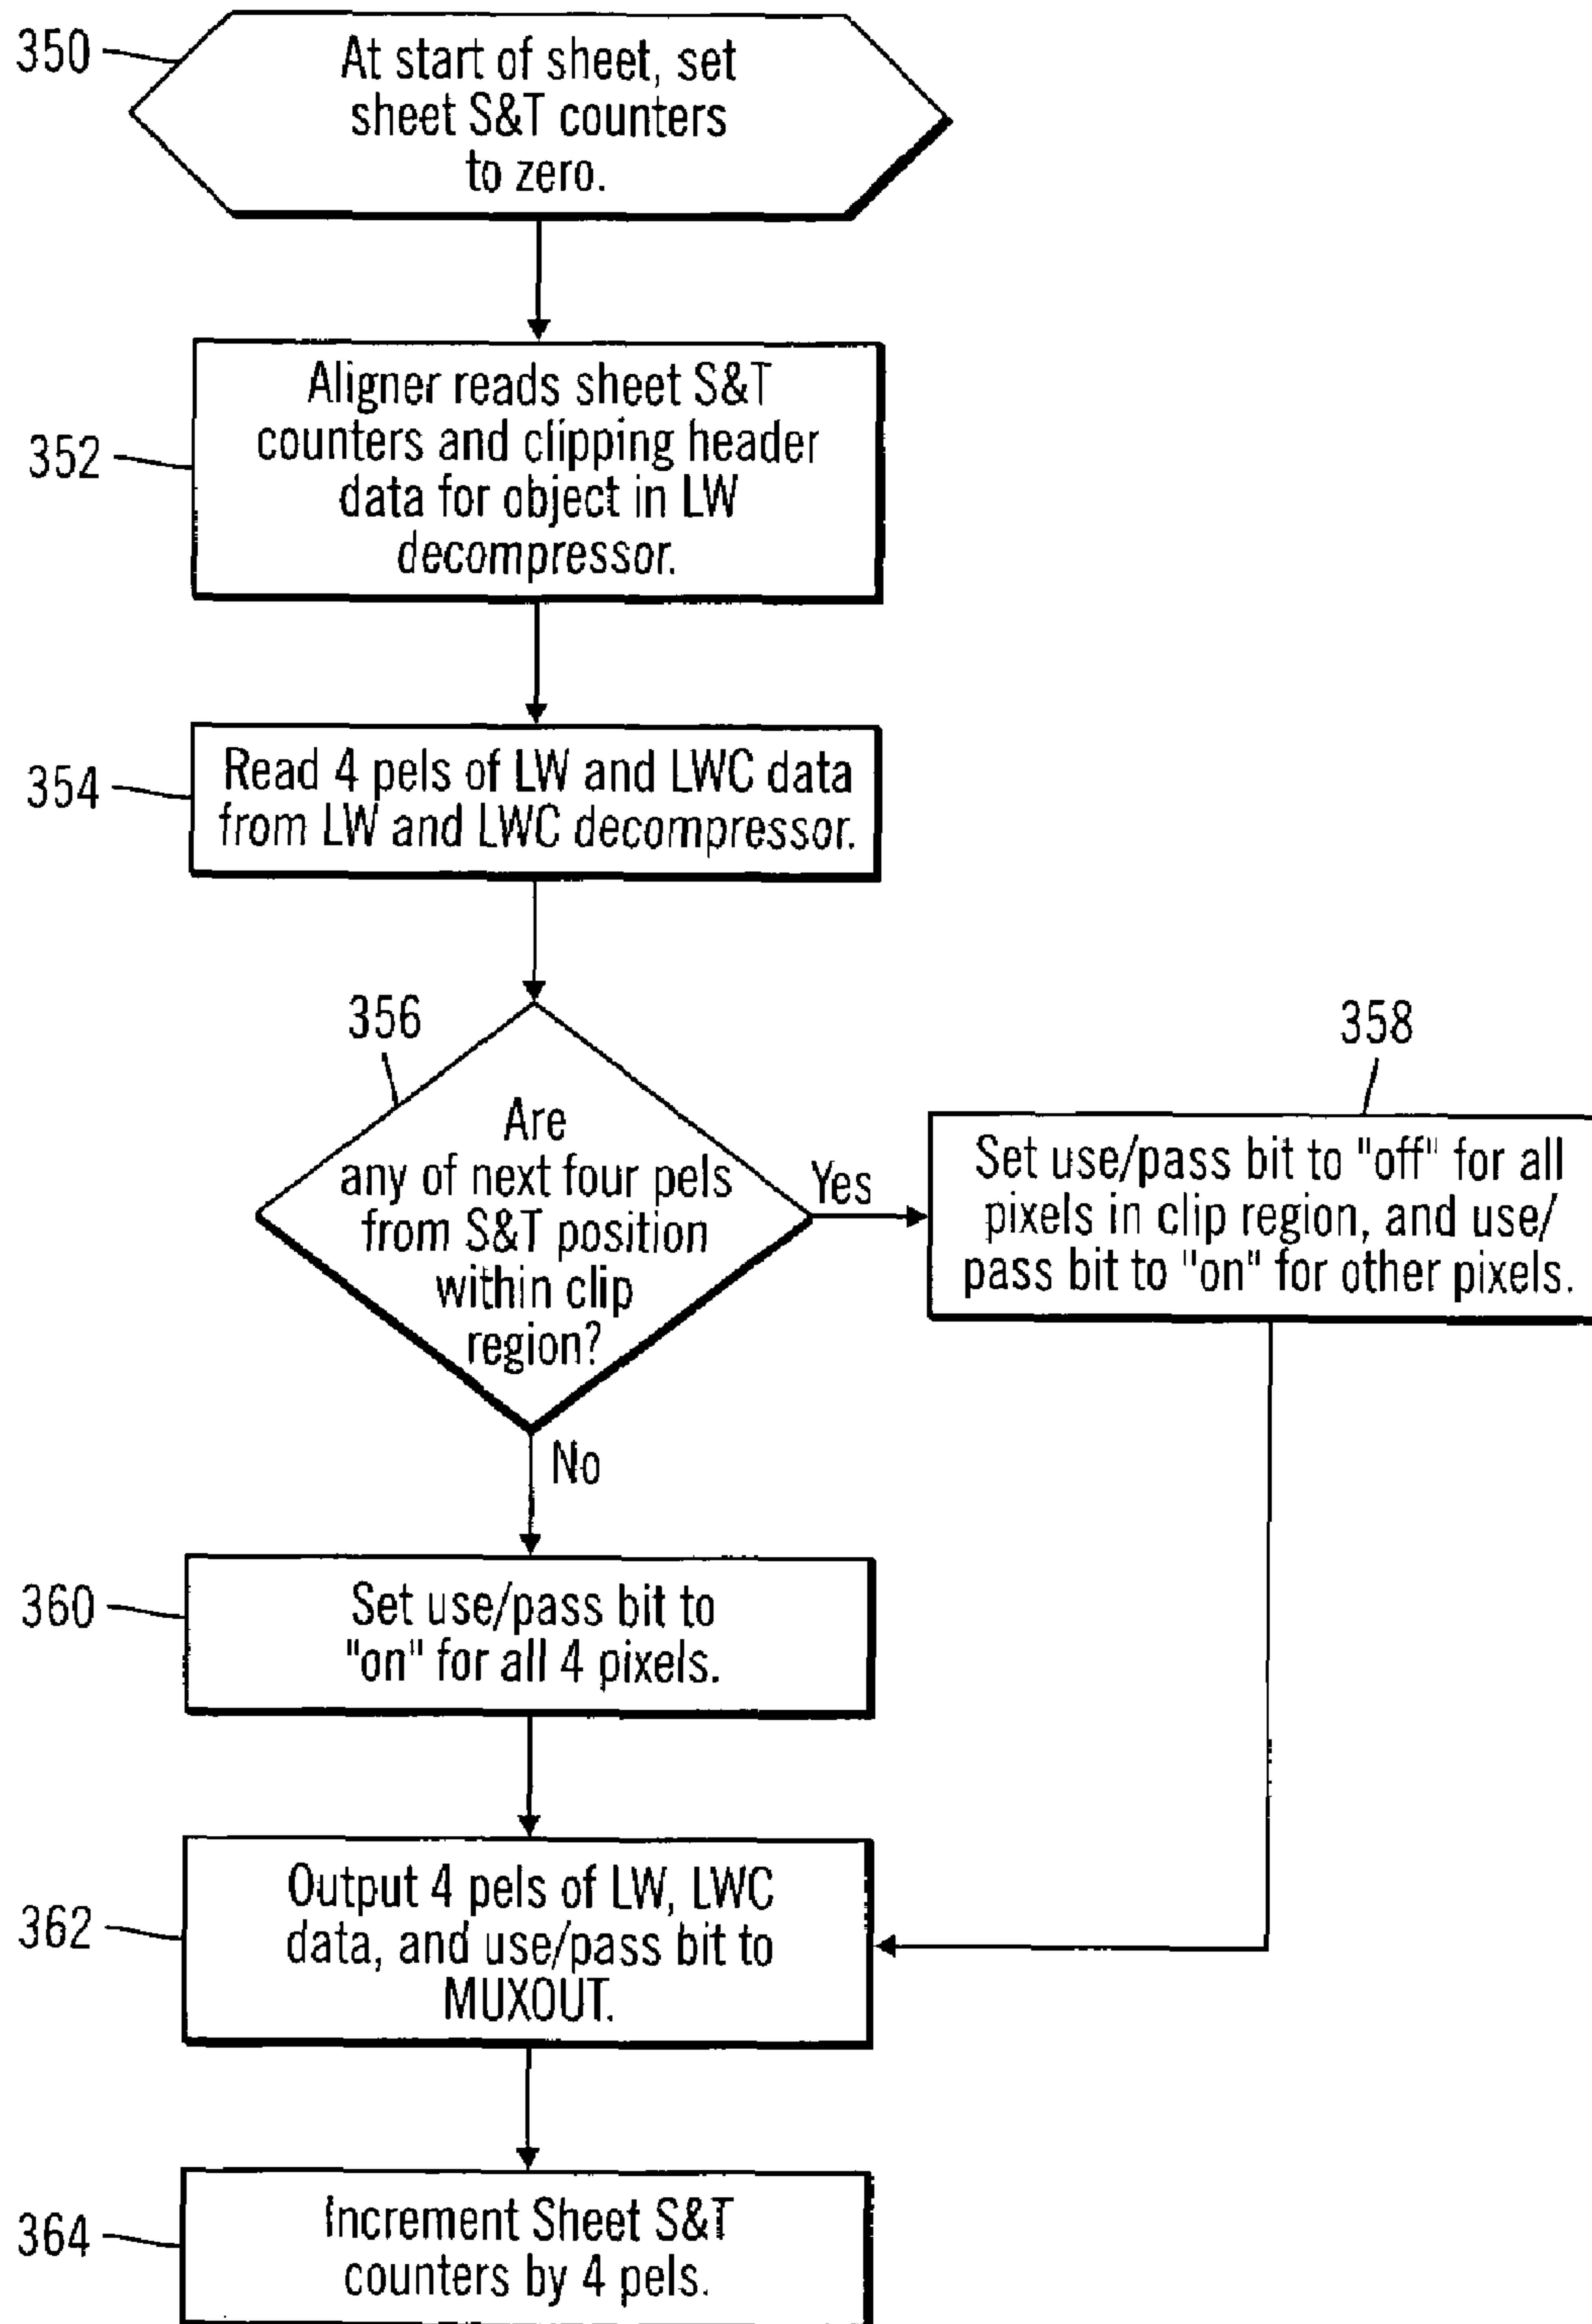 350
At start of sheet, set
sheet S&T counters
to zero.
352
Aligner reads sheet S&T
counters and clipping header
data for object in LW
decompressor.
354
Read 4 pels of LW and LWC data
from LW and LWC decompressor.
356
Are
any of next four pels
from S&T position
within clip
region?
Yes
358
Set use/pass bit to "off" for all
pixels in clip region, and use/
pass bit to "on" for other pixels.
No
360
Set use/pass bit to
"on" for all 4 pixels.
362
Output 4 pels of LW, LWC
data, and use/pass bit to
MUXOUT.
364
Increment Sheet S&T
counters by 4 pels.